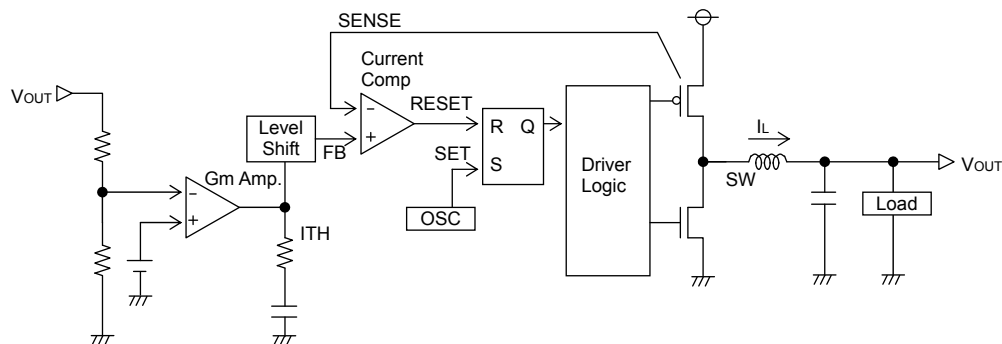 SENSE
Current
Comp
VOUT
RESET
Level
Shift
FB
R Q
S
SET
Gm Amp.
OSC
ITH
Driver
Logic
IL
SW
VOUT
Load
− +
− +